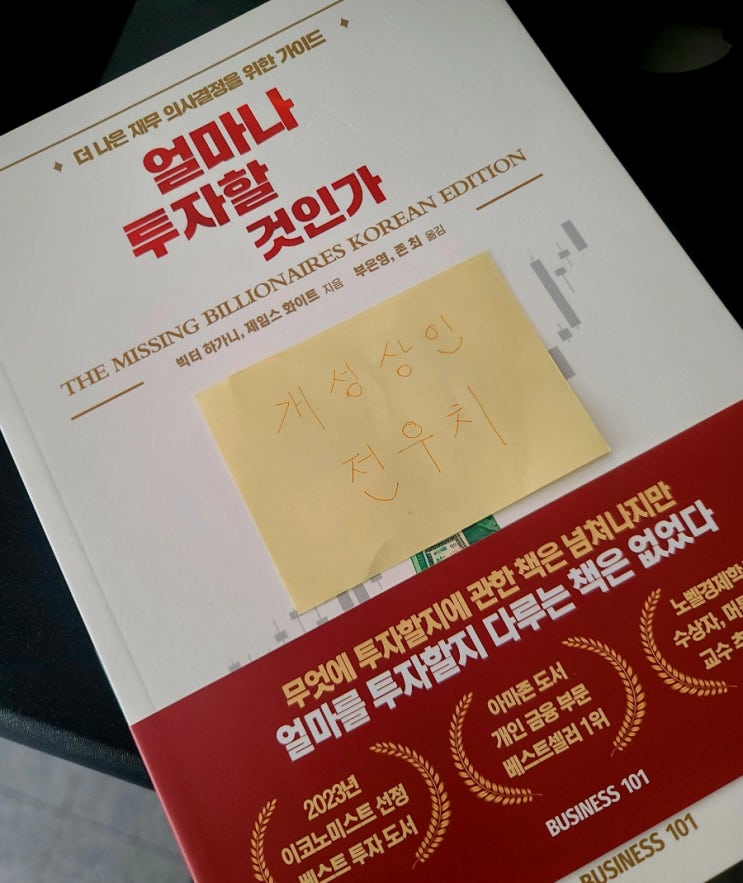 더 나은 재무 의사결정을 위한 가이드
얼마나
투자할
것인가
THE MISSING BILLIONAIRES KOREAN EDITION
빅터 하가니, 제임스 화이트 지음 부은영, 존 최 옮김
개성상인
전우치
무엇에 투자할지에 관한 책은 넘쳐나지만
얼마를 투자할지 다루는 책은 없었다
2023년
이코노미스트 선정
베스트 투자 도서
아마존 도서
개인 금융 부문
베스트셀러 1위
노벨경제학
수상자, 머
교수 추
BUSINESS 101
BUSINESS 101